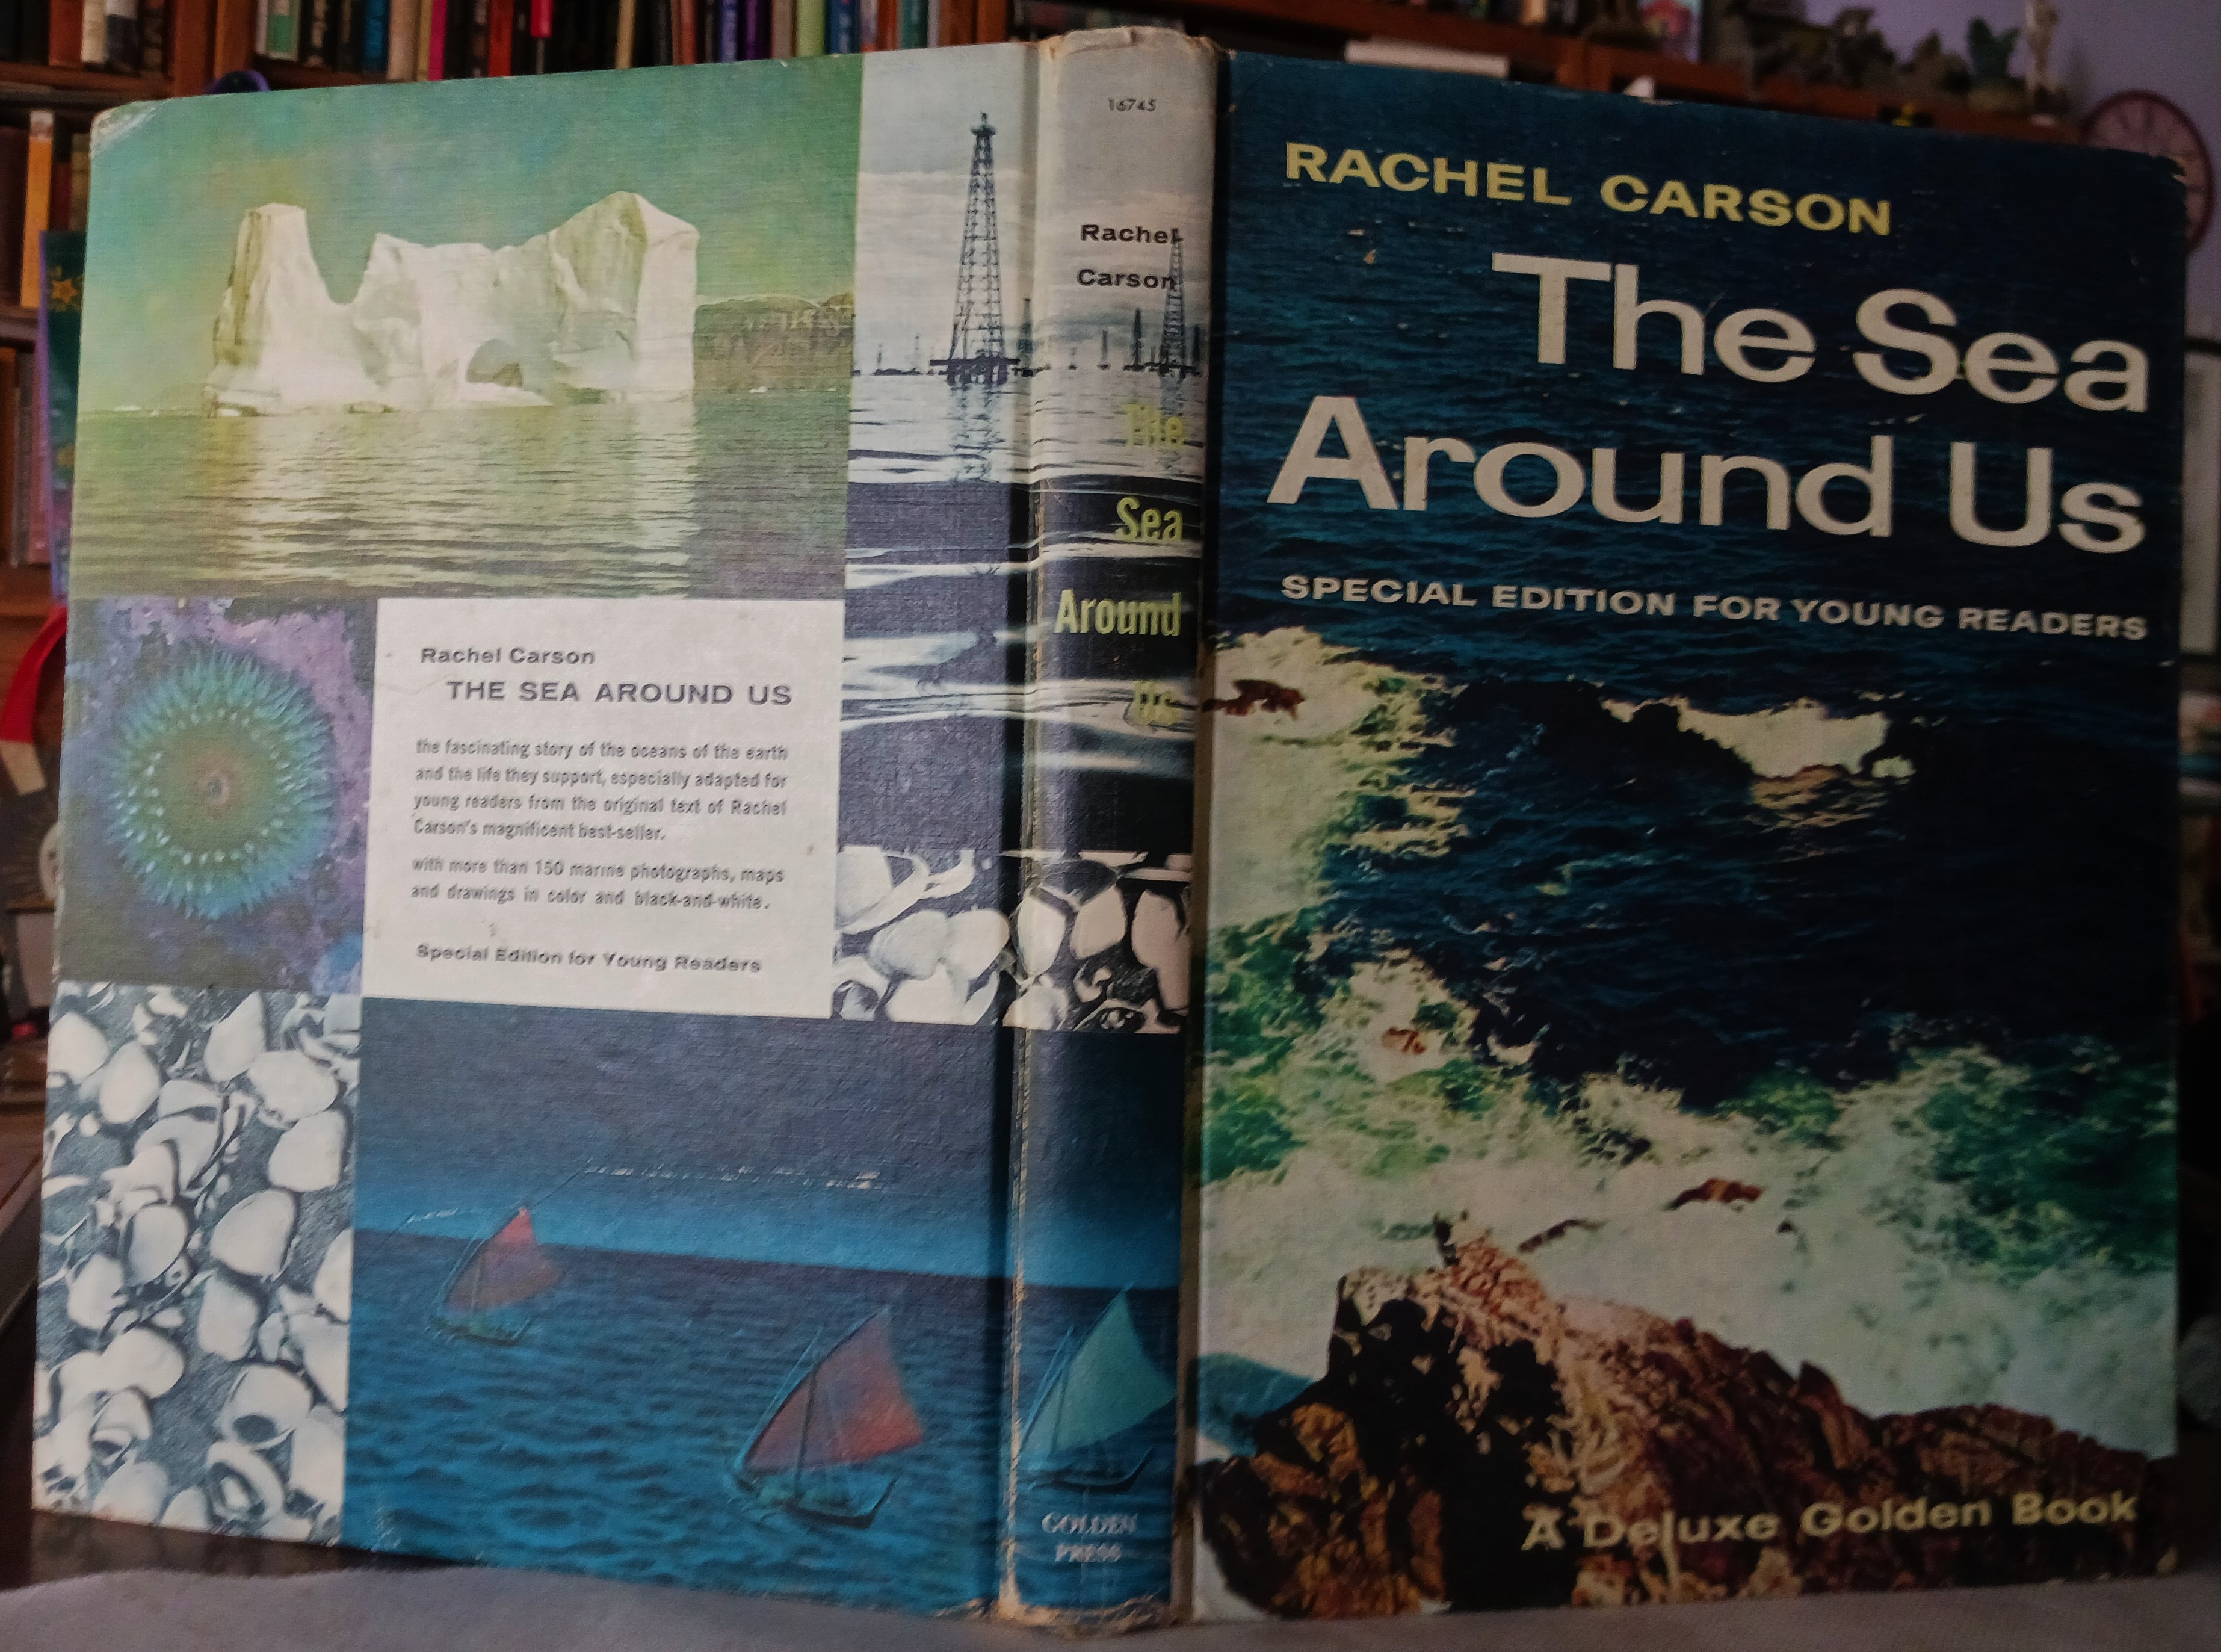 Rachel Carson
THE SEA AROUND US
the fascinating story of the oceans of the earth
and the life they support, especially adapted for
young readers from the original text of Rachel
Carson's magnificent best-seller.
with more than 150 marine photographs, maps
and drawings in color and black-and-white.
Special Edition for Young Readers
16745
Rachel
Carson
The
Sea
Around
Us
GOLDEN
PRESS
RACHEL CARSON
The Sea
Around Us
SPECIAL EDITION FOR YOUNG READERS
A Deluxe Golden Book